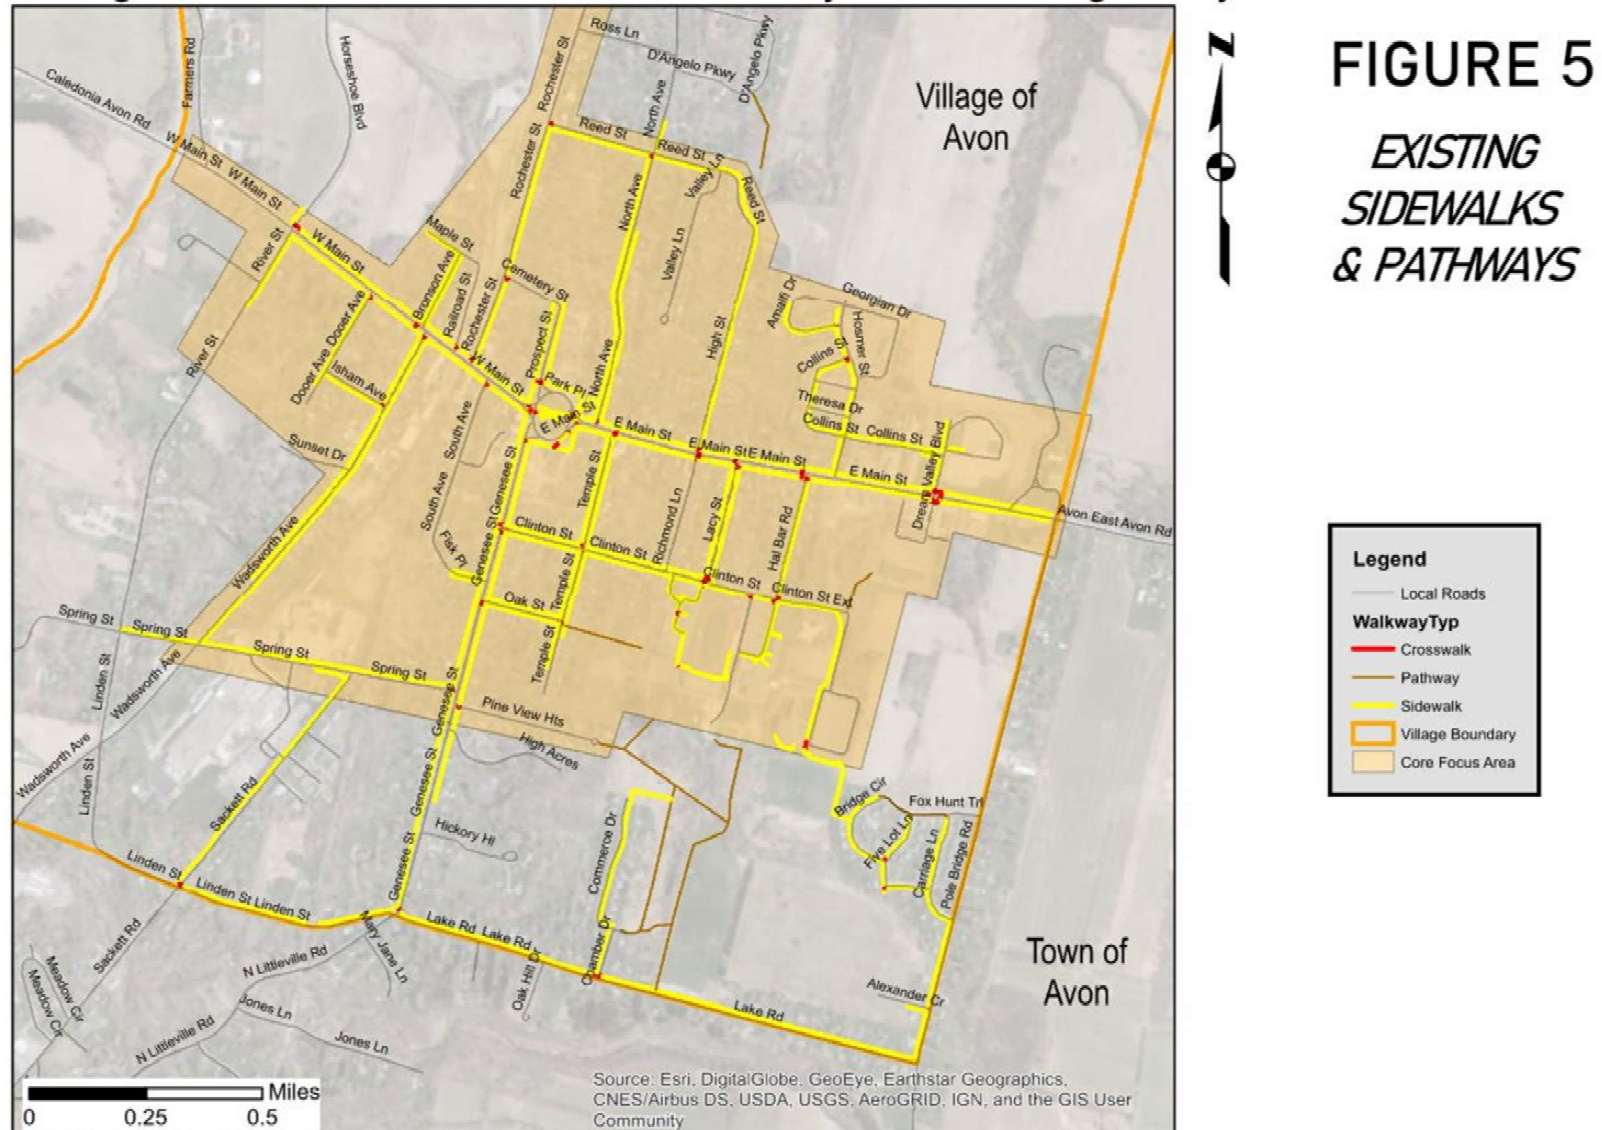 FIGURE 5
EXISTING
SIDEWALKS
& PATHWAYS
N
Village of
Avon
Town of
Avon
Ross Ln
D'Angelo Pkwy
D'Angelo Pkwy
Farmers Rd
Horseshoe Blvd
Caledonia Avon Rd
W Main St
W Main St
W Main St
River St
River St
Rochester St
Rochester St
Rochester St
North Ave
North Ave
North Ave
Reed St
Reed St
Reed St
Valley Ln
Valley Ln
Maple St
Bronson Ave
Railroad St
Cemetery St
Prospect St
Park Pl
W Main St
E Main St
High St
Amalfi Dr
Georgian Dr
Hosmer St
Collins St
Theresa Dr
Collins St
Collins St
Dooer Ave
Dooer Ave
Isham Ave
Sunset Dr
South Ave
South Ave
Fisk Pl
Genesee St
Genesee St
Temple St
E Main St
E Main St
E Main St
E Main St
Dream Valley Blvd
Avon East Avon Rd
Richmond Ln
Lacy St
Hal Bar Rd
Clinton St
Clinton St
Clinton St
Clinton St Ext
Temple St
Oak St
Temple St
Wadsworth Ave
Wadsworth Ave
Wadsworth Ave
Spring St
Spring St
Spring St
Spring St
Linden St
Linden St
Genesee St
Genesee St
Genesee St
Genesee St
Pine View Hts
High Acres
Hickory Hl
Sackett Rd
Sackett Rd
Commerce Dr
Chamber Dr
Bridge Cir
Fox Hunt Trl
Five Lot Ln
Carriage Ln
Pole Bridge Rd
Linden St
Linden St
Linden St
Lake Rd
Lake Rd
Lake Rd
Mary Jane Ln
Oak Hill Dr
Alexander Cr
N Littleville Rd
N Littleville Rd
Jones Ln
Jones Ln
Meadow Cir
Meadow Cir
Legend
Local Roads
WalkwayTyp
Crosswalk
Pathway
Sidewalk
Village Boundary
Core Focus Area
Miles
0 0.25 0.5
Source: Esri, DigitalGlobe, GeoEye, Earthstar Geographics,
CNES/Airbus DS, USDA, USGS, AeroGRID, IGN, and the GIS User
Community